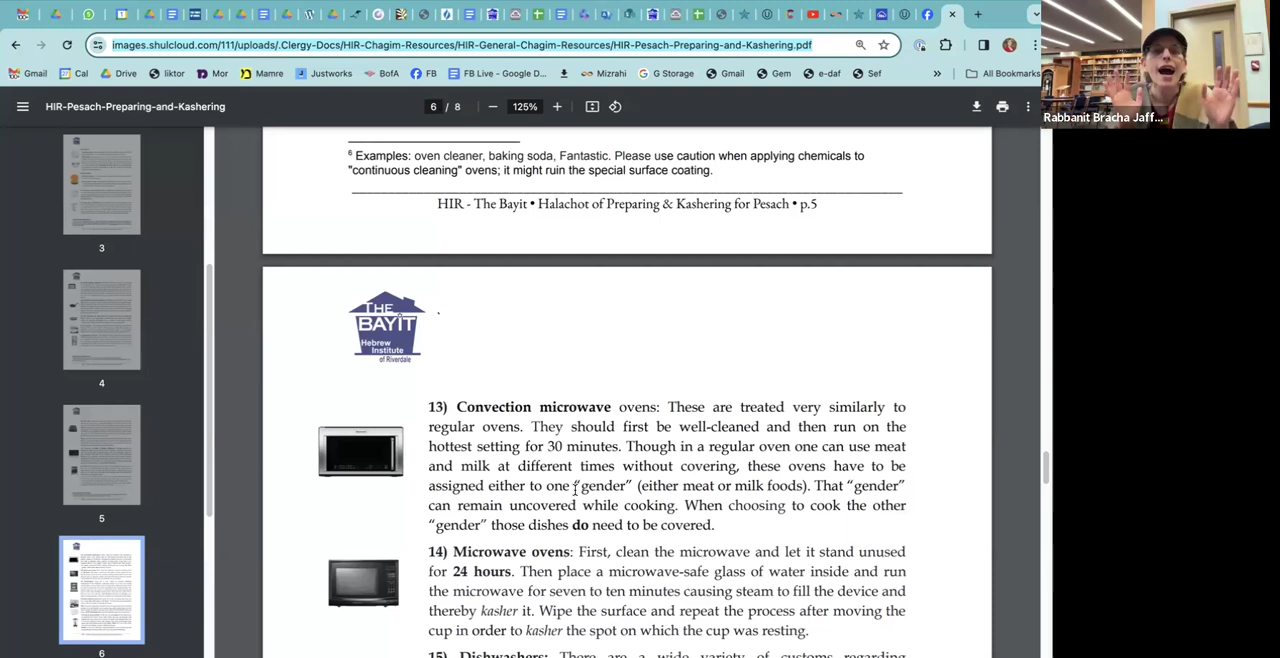 images.shulcloud.com/111/uploads/.Clergy-Docs/HIR-Chagim-Resources/HIR-General-Chagim-Resources/HIR-Pesach-Preparing-and-Kashering.pdf
Gmail Cal Drive liktor Mor Mamre Justworks BofA FB FB Live - Google D... Mizrahi G Storage Gmail Gem e-daf Sef » All Bookmarks
HIR-Pesach-Preparing-and-Kashering 6 / 8 125%
Rabbanit Bracha Jaff...
3
4
5
6
6 Examples: oven cleaner, baking soda, Fantastic. Please use caution when applying chemicals to
"continuous cleaning" ovens; it might ruin the special surface coating.
HIR - The Bayit • Halachot of Preparing & Kashering for Pesach • p.5
THE
BAYIT
Hebrew
Institute
of Riverdale
13) Convection microwave ovens: These are treated very similarly to
regular ovens. They should first be well-cleaned and then run on the
hottest setting for 30 minutes. Though in a regular oven one can use meat
and milk at different times without covering, these ovens have to be
assigned either to one “gender” (either meat or milk foods). That “gender”
can remain uncovered while cooking. When choosing to cook the other
“gender” those dishes do need to be covered.
14) Microwave ovens: First, clean the microwave and let it stand unused
for 24 hours. Then place a microwave-safe glass of water inside and run
the microwave for seven to ten minutes causing steam to fill the device and
thereby kasher it. Wipe the surface and repeat the process after moving the
cup in order to kasher the spot on which the cup was resting.
15) Dishwashers: There are a wide variety of customs regarding